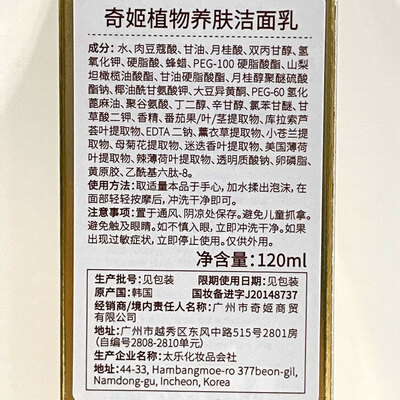 奇姬植物养肤洁面乳
成分：水、肉豆蔻酸、甘油、月桂酸、双丙甘醇、氢
氧化钾、硬脂酸、蜂蜡、PEG-100 硬脂酸酯、山梨
坦橄榄油酸酯、甘油硬脂酸酯、月桂醇聚醚硫酸
酯钠、椰油酰甘氨酸钾、大豆异黄酮、PEG-60 氢化
蓖麻油、聚谷氨酸、丁二醇、辛甘醇、氯苯甘醚、甘
草酸二钾、香精、番茄果/叶/茎提取物、库拉索芦
荟叶提取物、EDTA 二钠、薰衣草提取物、小苍兰提
取物、母菊花提取物、迷迭香叶提取物、美国薄荷
叶提取物、辣薄荷叶提取物、透明质酸钠、卵磷脂、
黄原胶、乙酰基六肽-8。
使用方法：取适量本品于手心，加水揉出泡沫，在
面部轻轻按摩后，冲洗干净即可。
注意事项：置于通风、阴凉处保存。避免儿童抓拿。
避免触及眼睛。如不慎入眼，立即冲洗干净。如果
出现过敏症状，立即停止使用。仅供外用。
净含量：120ml
生产批号：见包装 限期使用日期：见包装
原产国：韩国 国妆备进字J20148737
经销商/境内责任人名称：广州市奇姬商贸
有限公司
地址：广州市越秀区东风中路515号2801房
（自编号2808-2810单元）
生产企业名称：太乐化妆品会社
地址：44-33, Hambangmoe-ro 377beon-gil,
Namdong-gu, Incheon, Korea